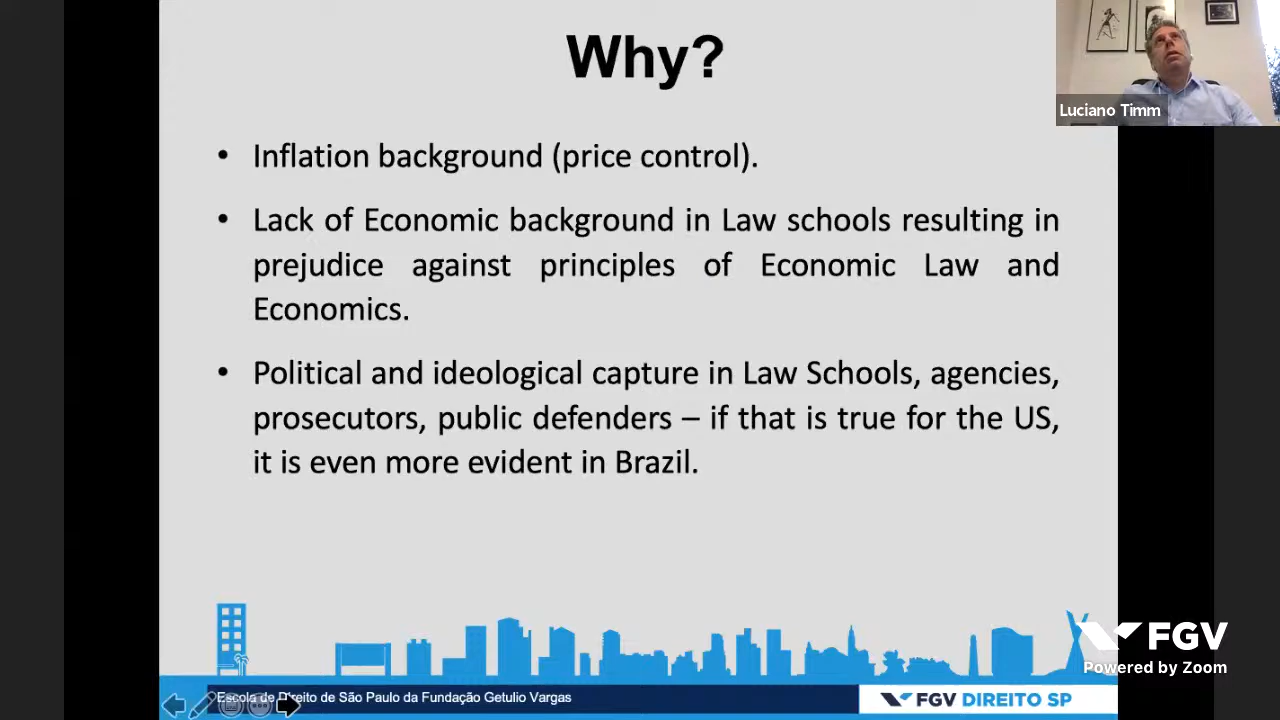 Why?
Luciano Timm
• Inflation background (price control).
• Lack of Economic background in Law schools resulting in
prejudice against principles of Economic Law and
Economics.
• Political and ideological capture in Law Schools, agencies,
prosecutors, public defenders – if that is true for the US,
it is even more evident in Brazil.
FGV
Powered by Zoom
Escola de Direito de São Paulo da Fundação Getulio Vargas
FGV DIREITO SP